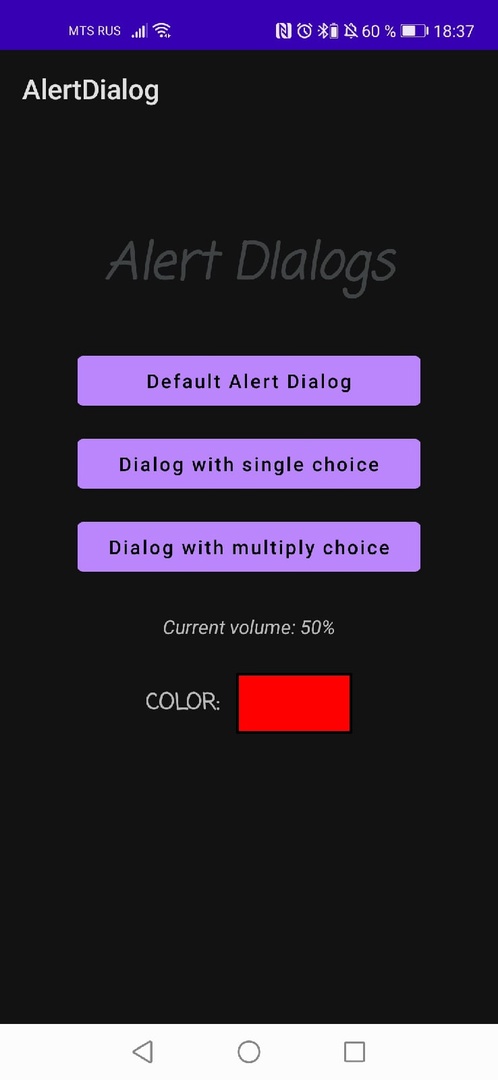 MTS RUS 60 % 18:37
AlertDialog
Alert DIalogs
Default Alert Dialog
Dialog with single choice
Dialog with multiply choice
Current volume: 50%
COLOR: